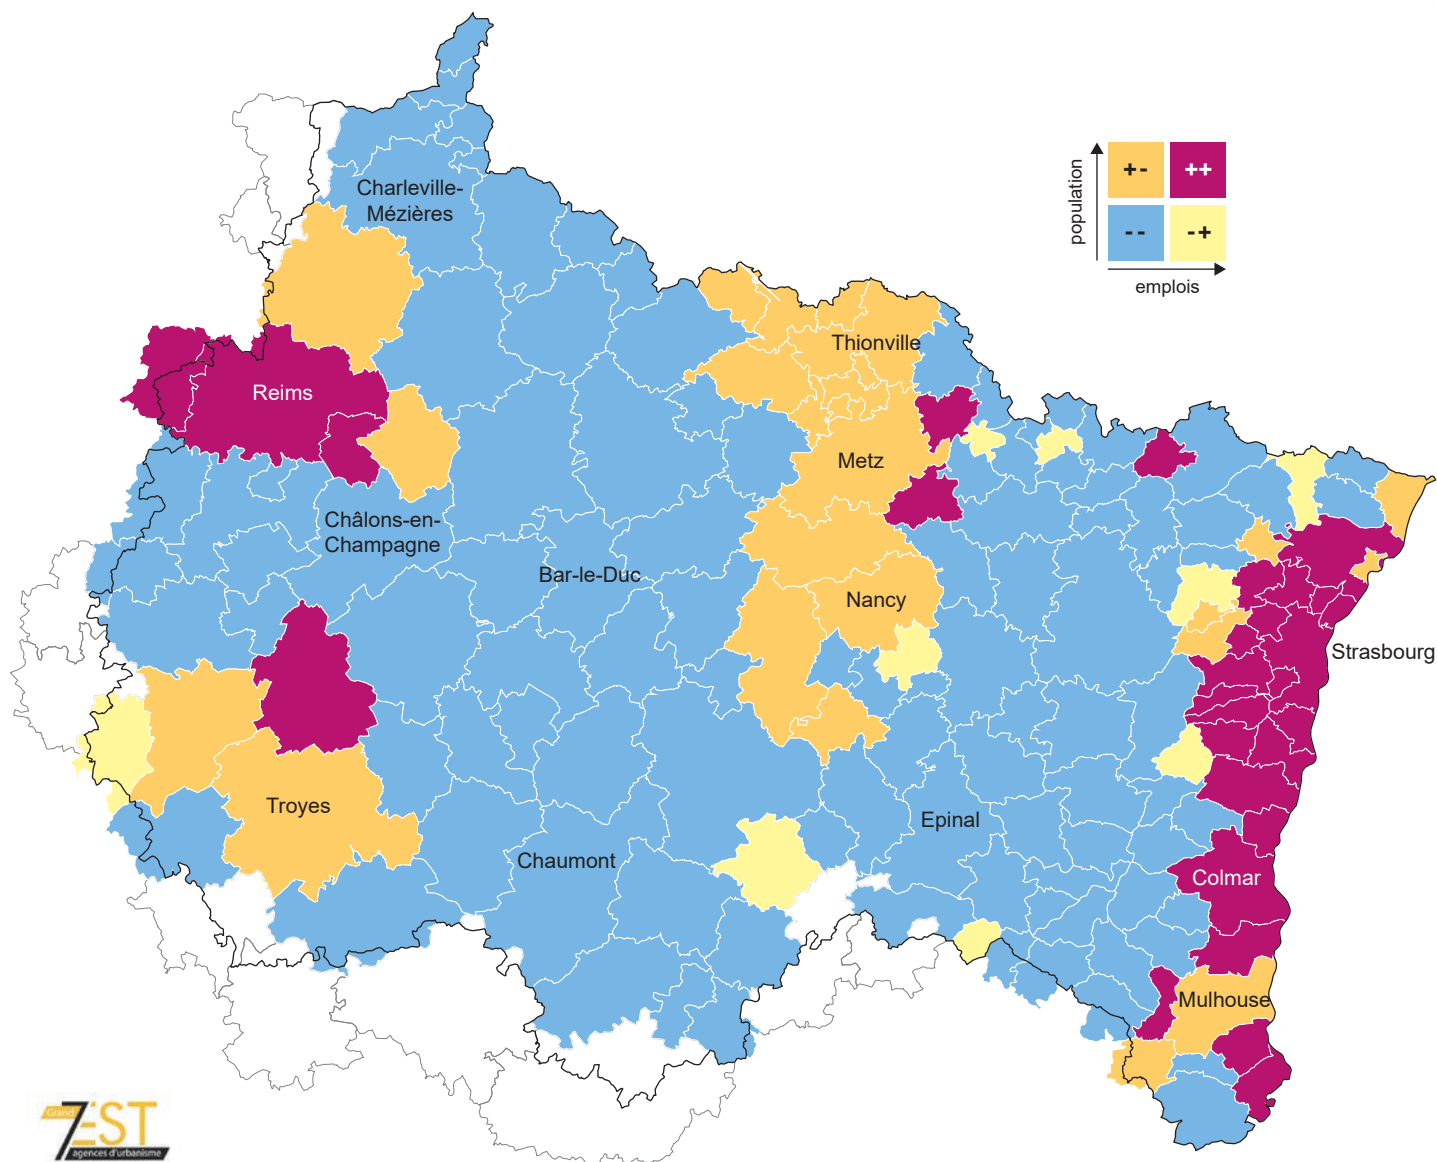 population
+-
++
--
-+
emplois
Charleville-
Mézières
Thionville
Reims
Metz
Châlons-en-
Champagne
Bar-le-Duc
Nancy
Strasbourg
Troyes
Epinal
Chaumont
Colmar
Mulhouse
Grand
7EST
agences d'urbanisme